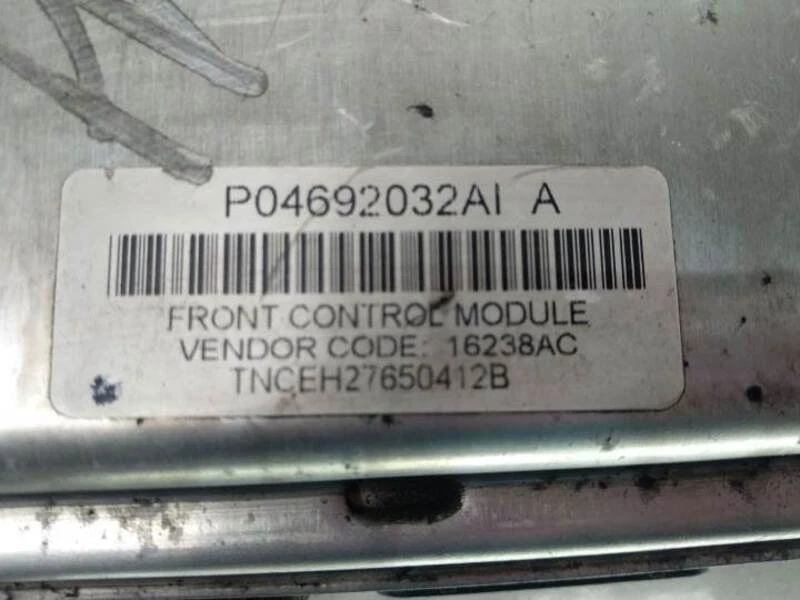 P04692032AI A
FRONT CONTROL MODULE
VENDOR CODE: 16238AC
TNCEH27650412B